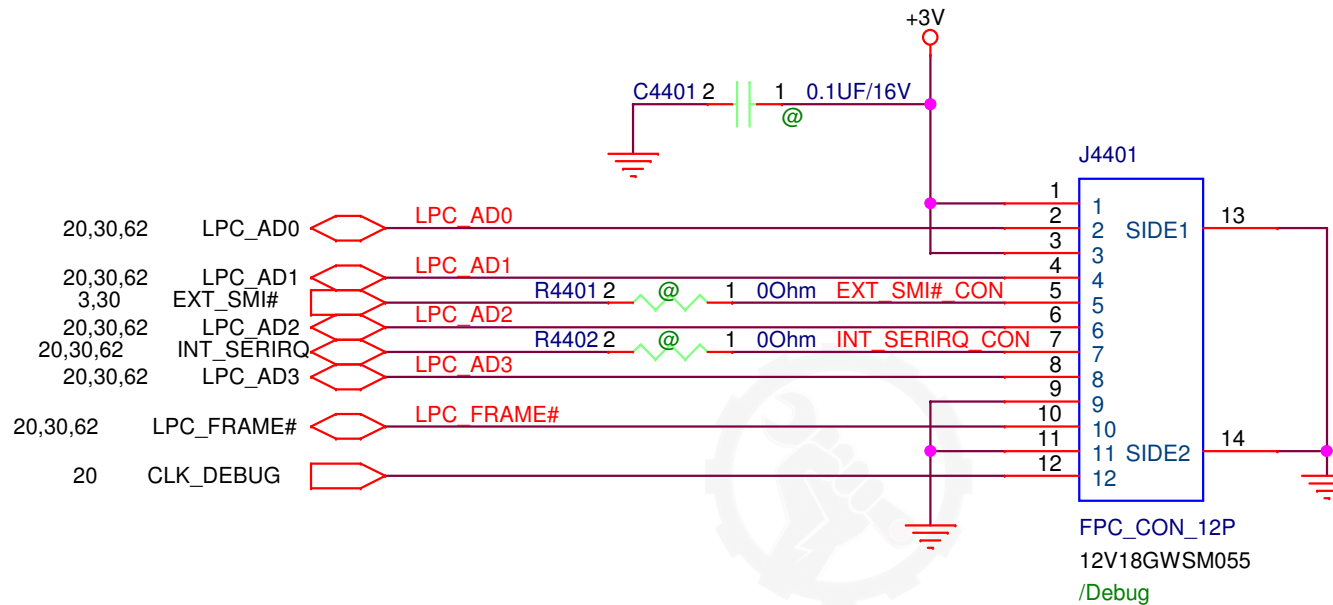 +3V
C4401 2 1 0.1UF/16V
@
J4401
1 1
20,30,62 LPC_AD0 LPC_AD0 2 2 SIDE1 13
3 3
20,30,62 LPC_AD1 LPC_AD1 4 4
3,30 EXT_SMI# R4401 2 @ 1 0Ohm EXT_SMI#_CON 5 5
20,30,62 LPC_AD2 LPC_AD2 6 6
20,30,62 INT_SERIRQ R4402 2 @ 1 0Ohm INT_SERIRQ_CON 7 7
20,30,62 LPC_AD3 LPC_AD3 8 8
9 9
20,30,62 LPC_FRAME# LPC_FRAME# 10 10
11 11 SIDE2 14
20 CLK_DEBUG 12 12
FPC_CON_12P
12V18GWSM055
/Debug